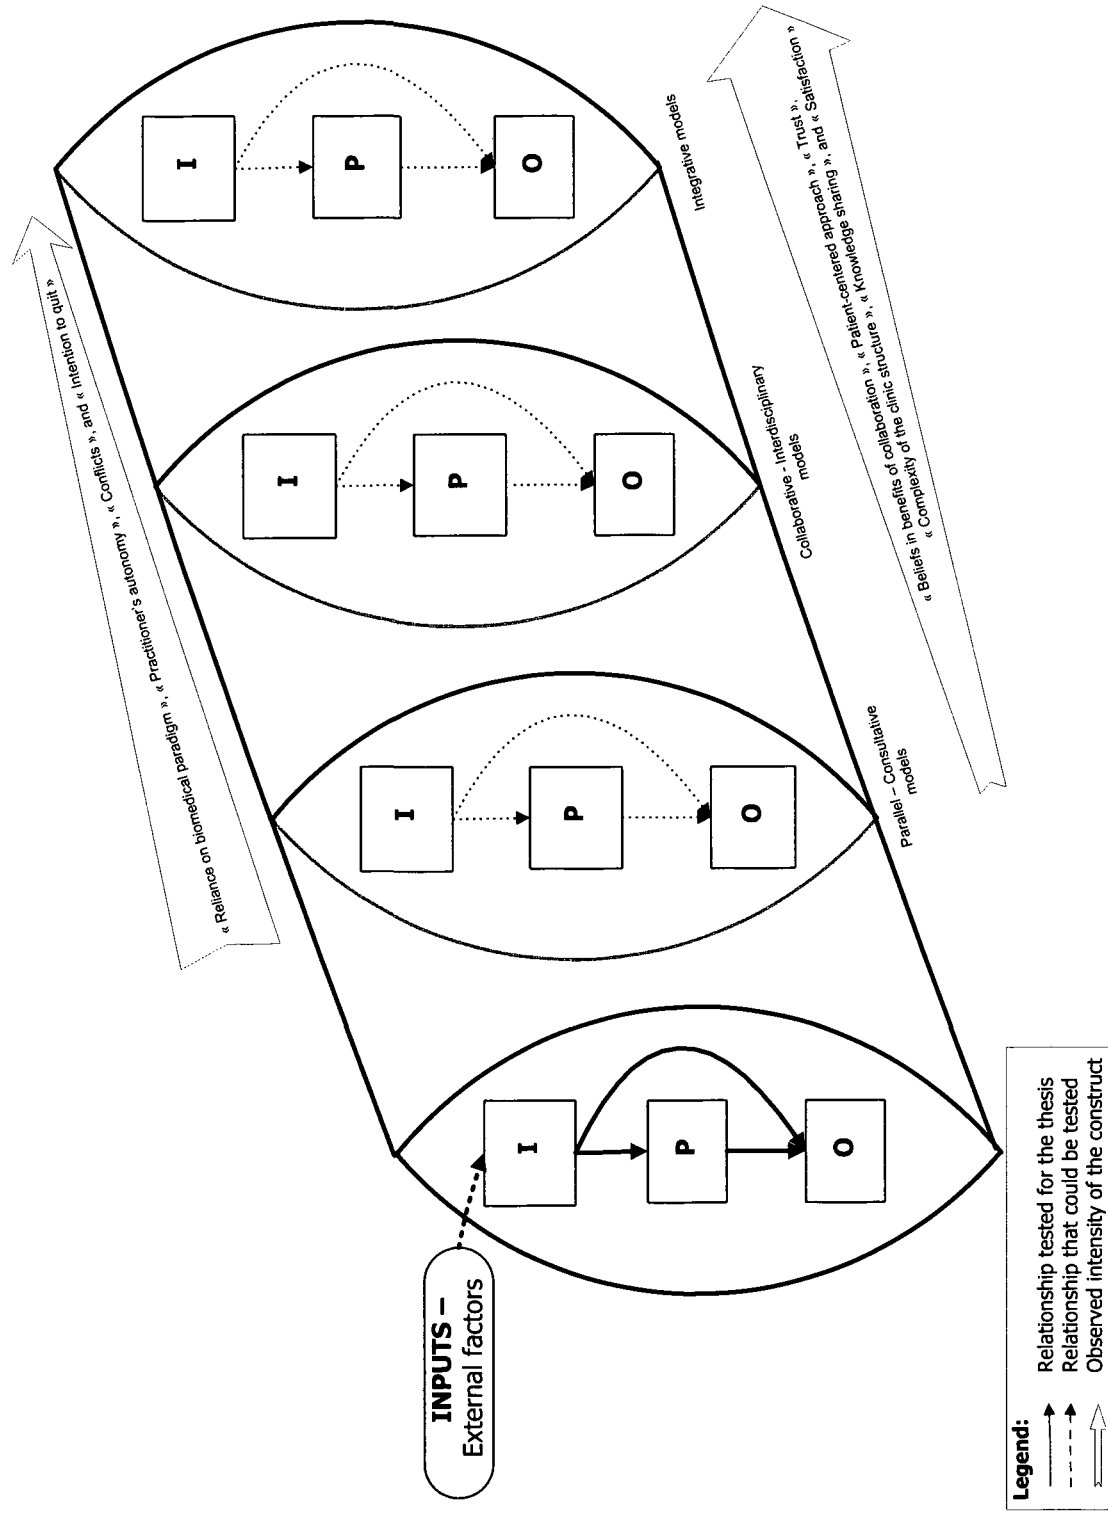 « Reliance on biomedical paradigm », « Practitioner's autonomy », « Conflicts », and « Intention to quit »
INPUTS –
External factors
I
P
O
I
P
O
I
P
O
I
P
O
Parallel – Consultative
models
Collaborative - Interdisciplinary
models
Integrative models
« Beliefs in benefits of collaboration », « Patient-centered approach », « Trust »,
« Complexity of the clinic structure », « Knowledge sharing », and « Satisfaction »
Legend:
Relationship tested for the thesis
Relationship that could be tested
Observed intensity of the construct